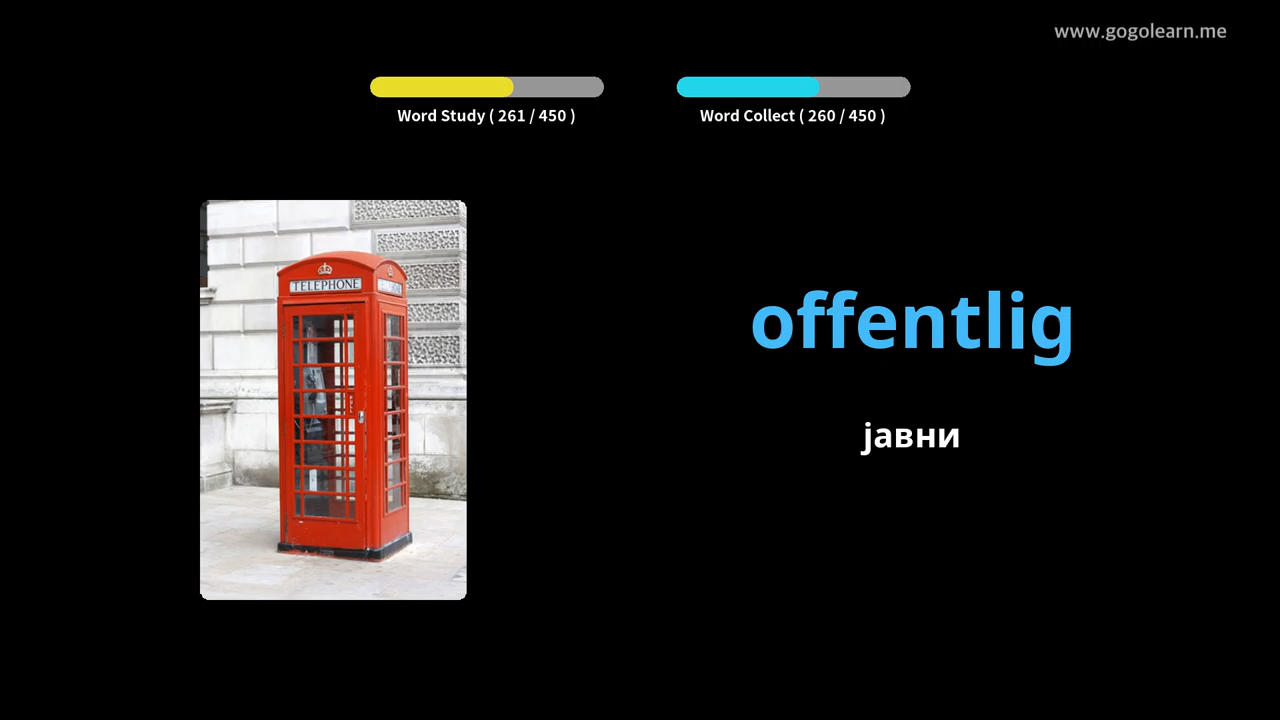 www.gogolearn.me
Word Study ( 261 / 450 )
Word Collect ( 260 / 450 )
TELEPHONE
offentlig
јавни